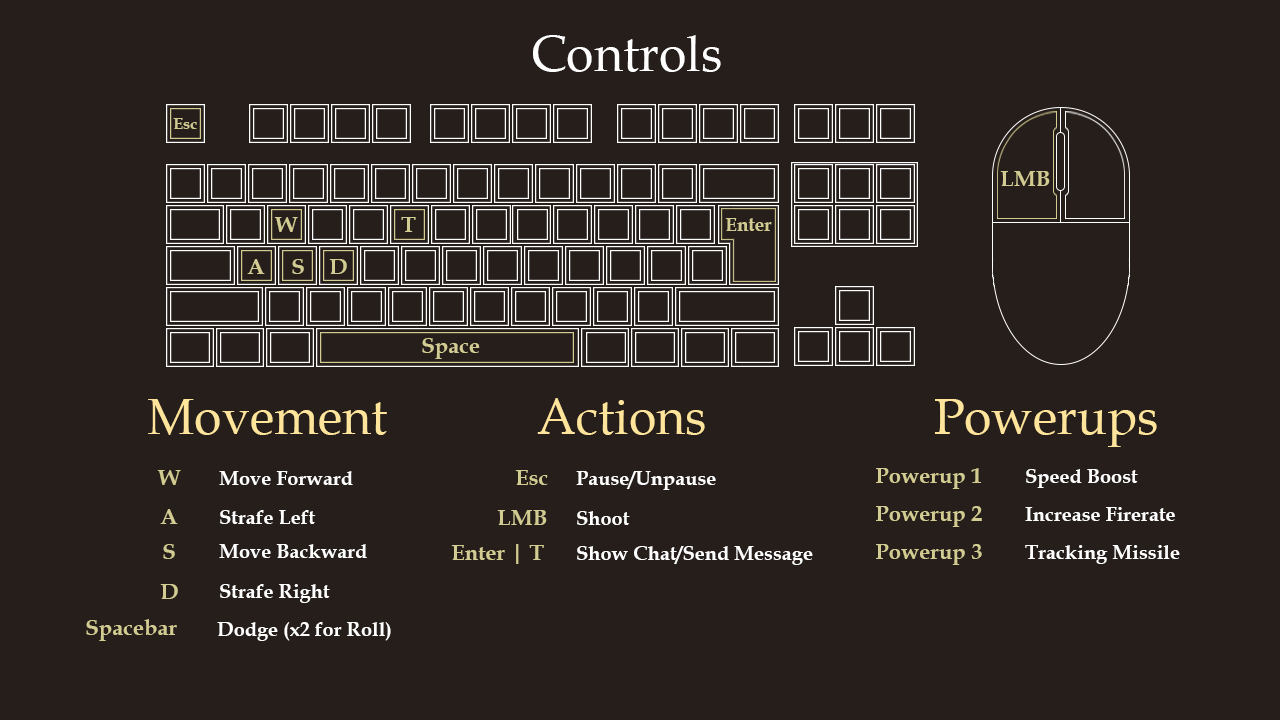 Controls
Esc
W T Enter
A S D
LMB
Space
Movement
W Move Forward
A Strafe Left
S Move Backward
D Strafe Right
Spacebar Dodge (x2 for Roll)
Actions
Esc Pause/Unpause
LMB Shoot
Enter | T Show Chat/Send Message
Powerups
Powerup 1 Speed Boost
Powerup 2 Increase Firerate
Powerup 3 Tracking Missile